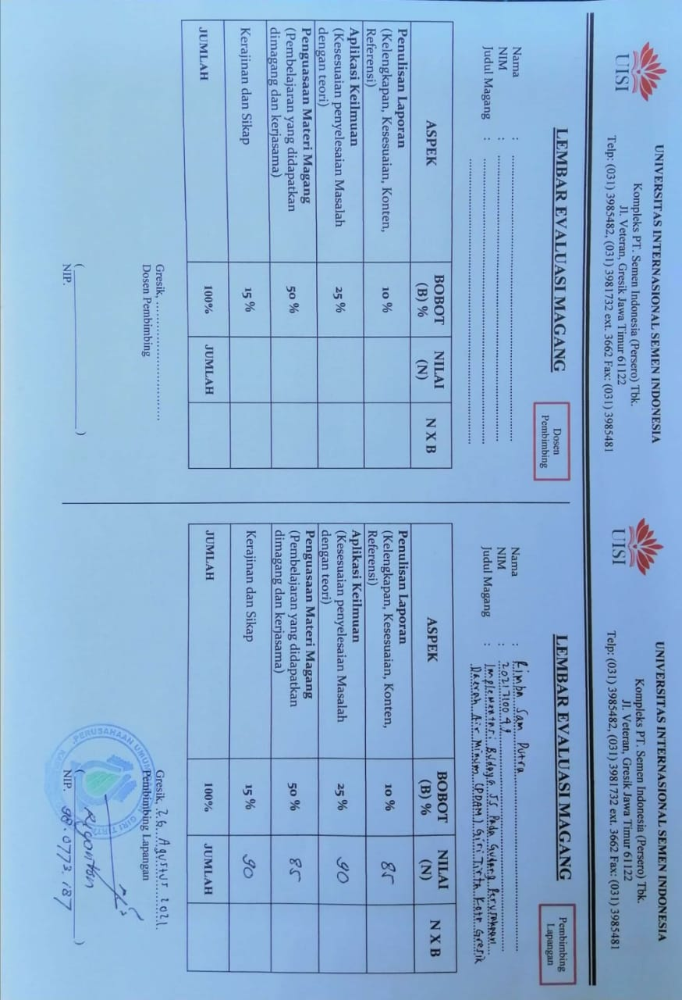 UISI
UNIVERSITAS INTERNASIONAL SEMEN INDONESIA
Kompleks PT. Semen Indonesia (Persero) Tbk.
Jl. Veteran, Gresik Jawa Timur 61122
Telp: (031) 3985482, (031) 3981732 ext. 3662 Fax: (031) 3985481
LEMBAR EVALUASI MAGANG
Dosen
Pembimbing
Nama : ........................
NIM : ........................
Judul Magang : ........................
........................
ASPEK BOBOT (B) % NILAI (N) N X B
Penulisan Laporan
(Kelengkapan, Kesesuaian, Konten,
Referensi) 10 %
Aplikasi Keilmuan
(Kesesuaian penyelesaian Masalah
dengan teori) 25 %
Penguasaan Materi Magang
(Pembelajaran yang didapatkan
dimagang dan kerjasama) 50 %
Kerajinan dan Sikap 15 %
JUMLAH 100% JUMLAH
Gresik, ........................
Dosen Pembimbing
( )
NIP.
UISI
UNIVERSITAS INTERNASIONAL SEMEN INDONESIA
Kompleks PT. Semen Indonesia (Persero) Tbk.
Jl. Veteran, Gresik Jawa Timur 61122
Telp: (031) 3985482, (031) 3981732 ext. 3662 Fax: (031) 3985481
LEMBAR EVALUASI MAGANG
Pembimbing
Lapangan
Nama : Rimba Sam Putra
NIM : 2021710049
Judul Magang : Implementasi Budaya 5S Pada Gudang Perusahaan
Daerah Air Minum (PDAM) Giri Tirta Kota Gresik
ASPEK BOBOT (B) % NILAI (N) N X B
Penulisan Laporan
(Kelengkapan, Kesesuaian, Konten,
Referensi) 10 % 85
Aplikasi Keilmuan
(Kesesuaian penyelesaian Masalah
dengan teori) 25 % 90
Penguasaan Materi Magang
(Pembelajaran yang didapatkan
dimagang dan kerjasama) 50 % 85
Kerajinan dan Sikap 15 % 90
JUMLAH 100% JUMLAH
Gresik, 26 Agustus 2021.
Pembimbing Lapangan
PERUSAHAAN UMUM
GIRI TIRTA
( )
NIP. 98.0773.187